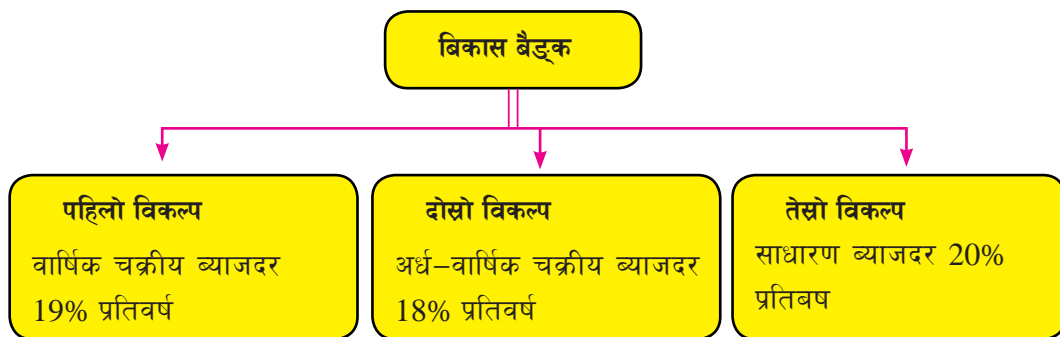 बिकास बैङ्क
पहिलो विकल्प
वार्षिक चक्रीय ब्याजदर
19% प्रतिवर्ष
दोस्रो विकल्प
अर्ध–वार्षिक चक्रीय ब्याजदर
18% प्रतिवर्ष
तेस्रो विकल्प
साधारण ब्याजदर 20%
प्रतिबष